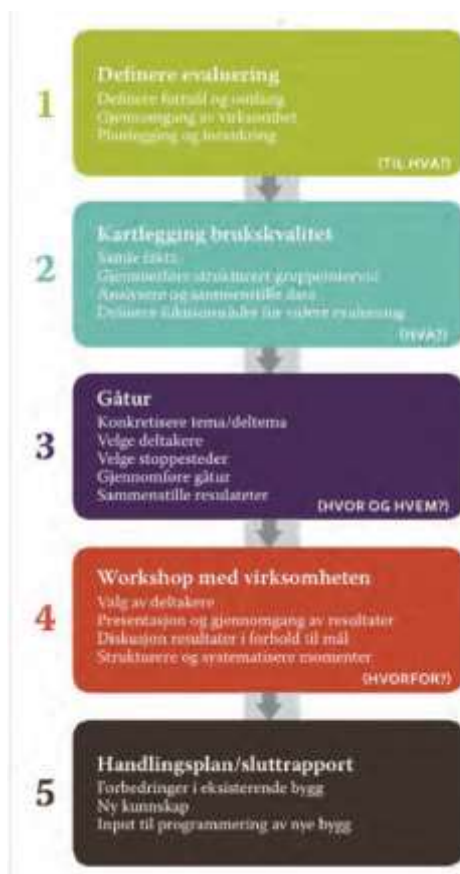 1
Definere evaluering
Definere formål og omfang
Gjennomgang av virksomhet
Planlegging og forankring
(TIL HVA?)
2
Kartlegging brukskvalitet
Samle fakta
Gjennomføre strukturert gruppeintervju
Analysere og sammenstille data
Definere fokusområder for videre evaluering
(HVA?)
3
Gåtur
Konkretisere tema/deltema
Velge deltakere
Velge stoppesteder
Gjennomføre gåtur
Sammenstille resulateter
(HVOR OG HVEM?)
4
Workshop med virksomheten
Valg av deltakere
Presentasjon og gjennomgang av resultater
Diskusjon resultater i forhold til mål
Strukturere og systematisere momenter
(HVORFOR?)
5
Handlingsplan/sluttrapport
Forbedringer i eksisterende bygg
Ny kunnskap
Input til programmering av nye bygg